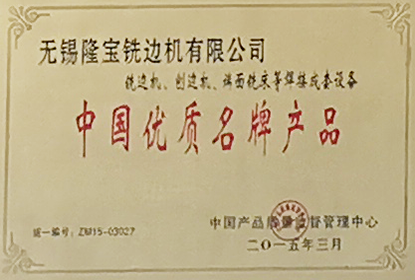 无锡隆宝铣边机有限公司
铣边机、刨边机、端面铣床等焊接成套设备
中国优质名牌产品
统一编号：ZM15-03027
中国产品质量监督管理中心
二〇一五年三月